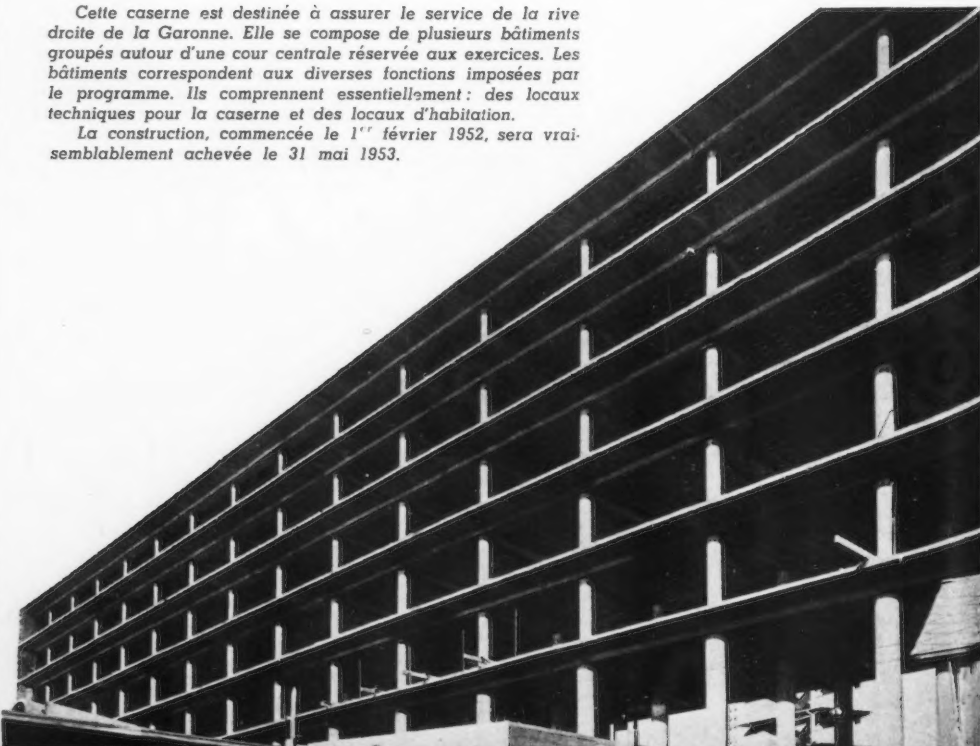 Cette caserne est destinée à assurer le service de la rive
droite de la Garonne. Elle se compose de plusieurs bâtiments
groupés autour d'une cour centrale réservée aux exercices. Les
bâtiments correspondent aux diverses fonctions imposées par
le programme. Ils comprennent essentiellement : des locaux
techniques pour la caserne et des locaux d'habitation.
La construction, commencée le 1er février 1952, sera vrai-
semblablement achevée le 31 mai 1953.